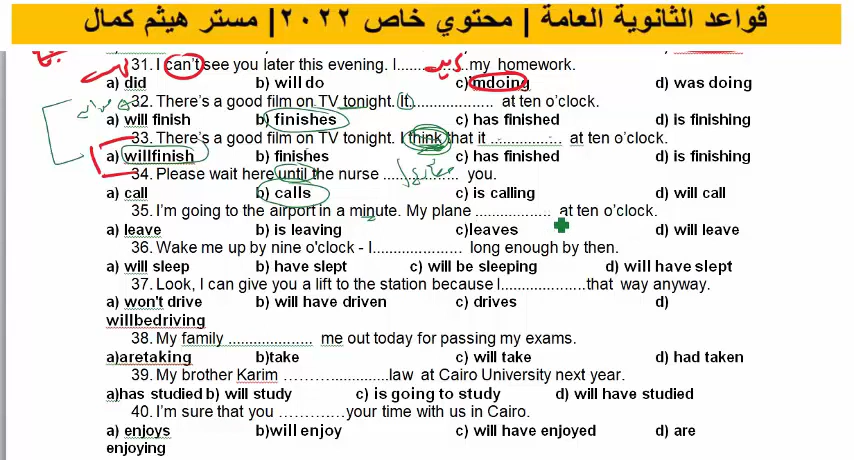 قواعد الثانوية العامة | محتوي خاص ٢٠٢٢ | مستر هيثم كمال
31. I can't see you later this evening. I............my homework.
a) did b) will do c)imdoing d) was doing
32. There's a good film on TV tonight. It.................... at ten o'clock.
a) will finish b) finishes c) has finished d) is finishing
33. There's a good film on TV tonight. I think that it .................. at ten o'clock.
a) willfinish b) finishes c) has finished d) is finishing
34. Please wait here until the nurse ................... you.
a) call b) calls c) is calling d) will call
35. I'm going to the airport in a minute. My plane ................... at ten o'clock.
a) leave b) is leaving c)leaves d) will leave
36. Wake me up by nine o'clock - I...................... long enough by then.
a) will sleep b) have slept c) will be sleeping d) will have slept
37. Look, I can give you a lift to the station because I.....................that way anyway.
a) won't drive b) will have driven c) drives d)
willbedriving
38. My family ..................... me out today for passing my exams.
a)aretaking b)take c) will take d) had taken
39. My brother Karim ………...............law at Cairo University next year.
a)has studied b) will study c) is going to study d) will have studied
40. I'm sure that you …………..your time with us in Cairo.
a) enjoys b)will enjoy c) will have enjoyed d) are
enjoying